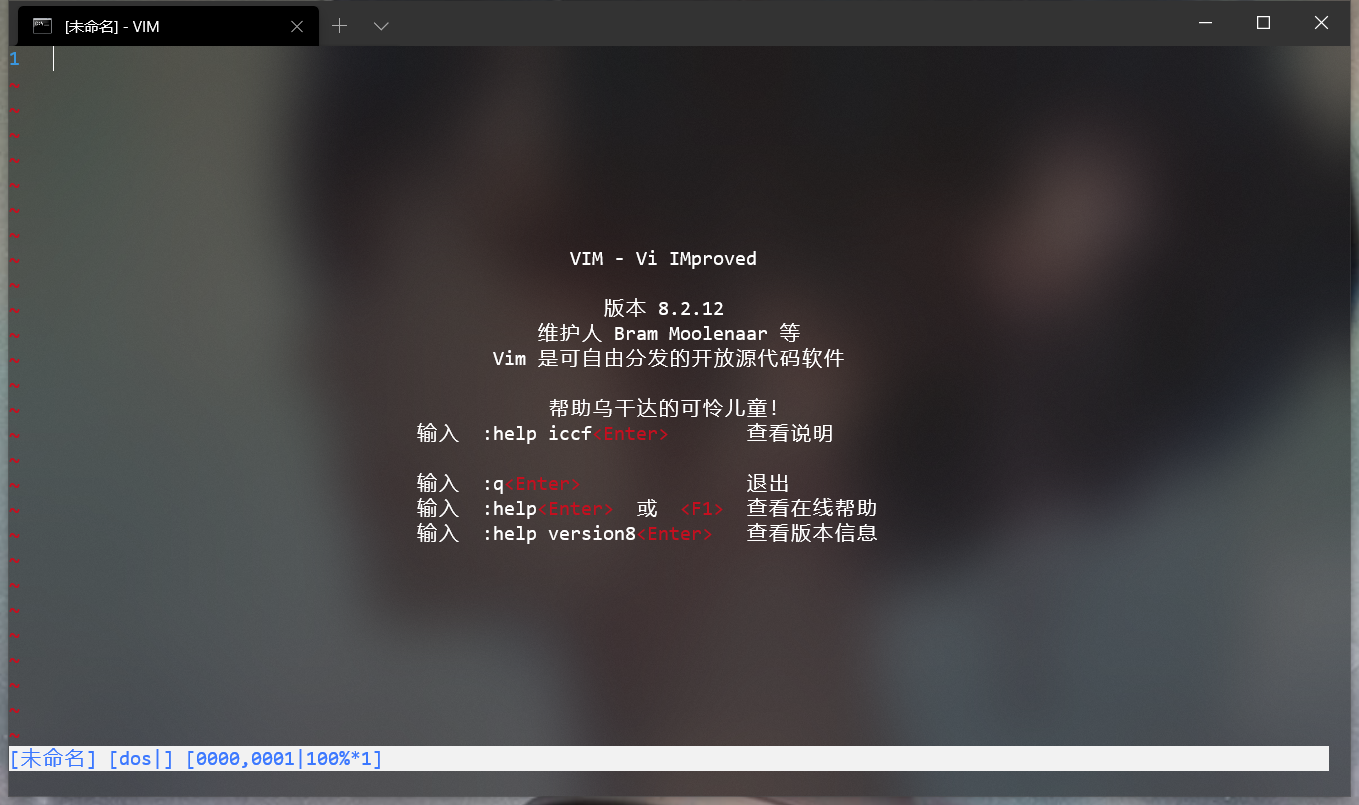 [未命名] - VIM
1
~
~
~
~
~
~
~
~ VIM - Vi IMproved
~
~ 版本 8.2.12
~ 维护人 Bram Moolenaar 等
~ Vim 是可自由分发的开放源代码软件
~
~ 帮助乌干达的可怜儿童!
~ 输入 :help iccf<Enter> 查看说明
~
~ 输入 :q<Enter> 退出
~ 输入 :help<Enter> 或 <F1> 查看在线帮助
~ 输入 :help version8<Enter> 查看版本信息
~
~
~
~
~
~
~
~
[未命名] [dos|] [0000,0001|100%*1]